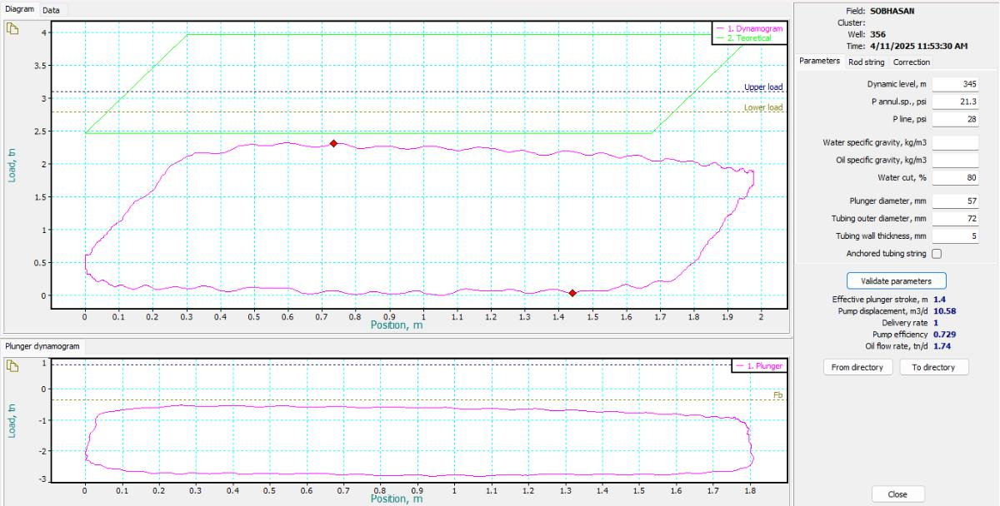 Diagram Data
4
3.5
3
2.5
2
1.5
1
0.5
0
Load, tn
1. Dynamogram
2. Teoretical
Upper load
Lower load
0 0.1 0.2 0.3 0.4 0.5 0.6 0.7 0.8 0.9 1 1.1 1.2 1.3 1.4 1.5 1.6 1.7 1.8 1.9 2
Position, m
Plunger dynamogram
1
0
-1
-2
-3
Load, tn
1. Plunger
Fb
0 0.1 0.2 0.3 0.4 0.5 0.6 0.7 0.8 0.9 1 1.1 1.2 1.3 1.4 1.5 1.6 1.7 1.8
Position, m
Field: SOBHASAN
Cluster:
Well: 356
Time: 4/11/2025 11:53:30 AM
Parameters Rod string Correction
Dynamic level, m 345
P annul.sp., psi 21.3
P line, psi 28
Water specific gravity, kg/m3
Oil specific gravity, kg/m3
Water cut, % 80
Plunger diameter, mm 57
Tubing outer diameter, mm 72
Tubing wall thickness, mm 5
Anchored tubing string
Validate parameters
Effective plunger stroke, m 1.4
Pump displacement, m3/d 10.58
Delivery rate 1
Pump efficiency 0.729
Oil flow rate, tn/d 1.74
From directory To directory
Close